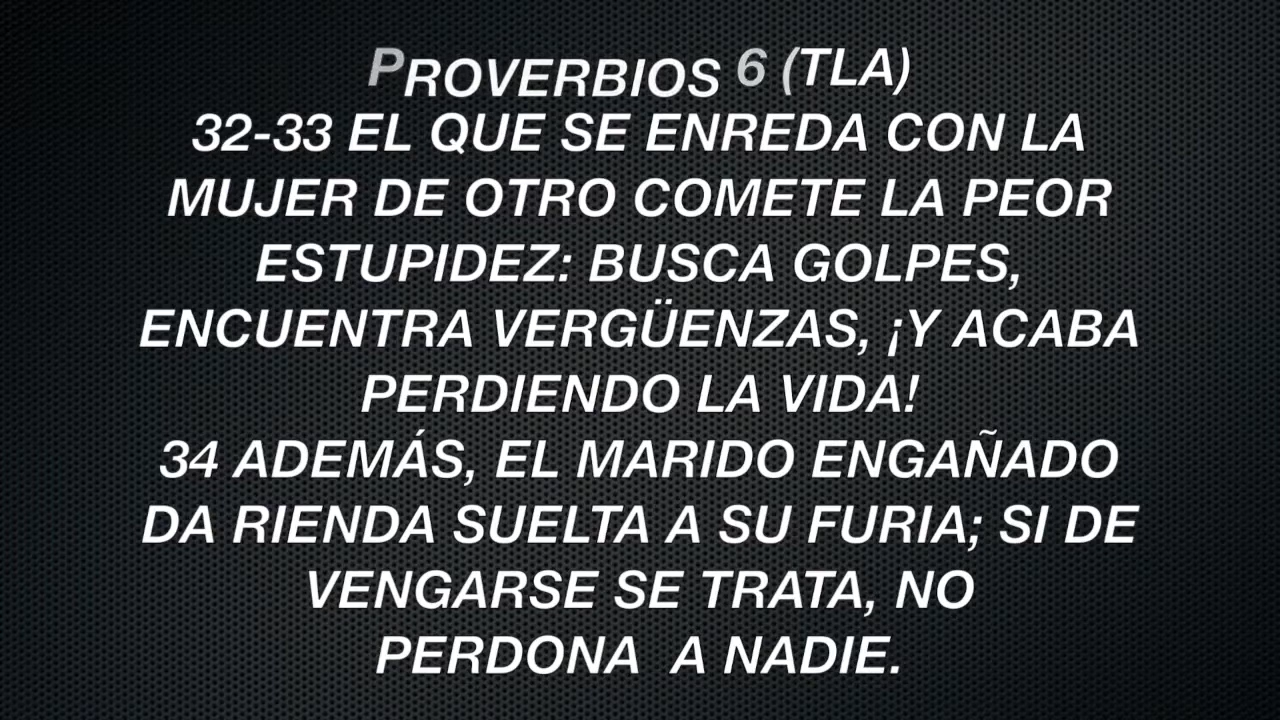 PROVERBIOS 6 (TLA)
32-33 EL QUE SE ENREDA CON LA
MUJER DE OTRO COMETE LA PEOR
ESTUPIDEZ: BUSCA GOLPES,
ENCUENTRA VERGÜENZAS, ¡Y ACABA
PERDIENDO LA VIDA!
34 ADEMÁS, EL MARIDO ENGAÑADO
DA RIENDA SUELTA A SU FURIA; SI DE
VENGARSE SE TRATA, NO
PERDONA  A NADIE.